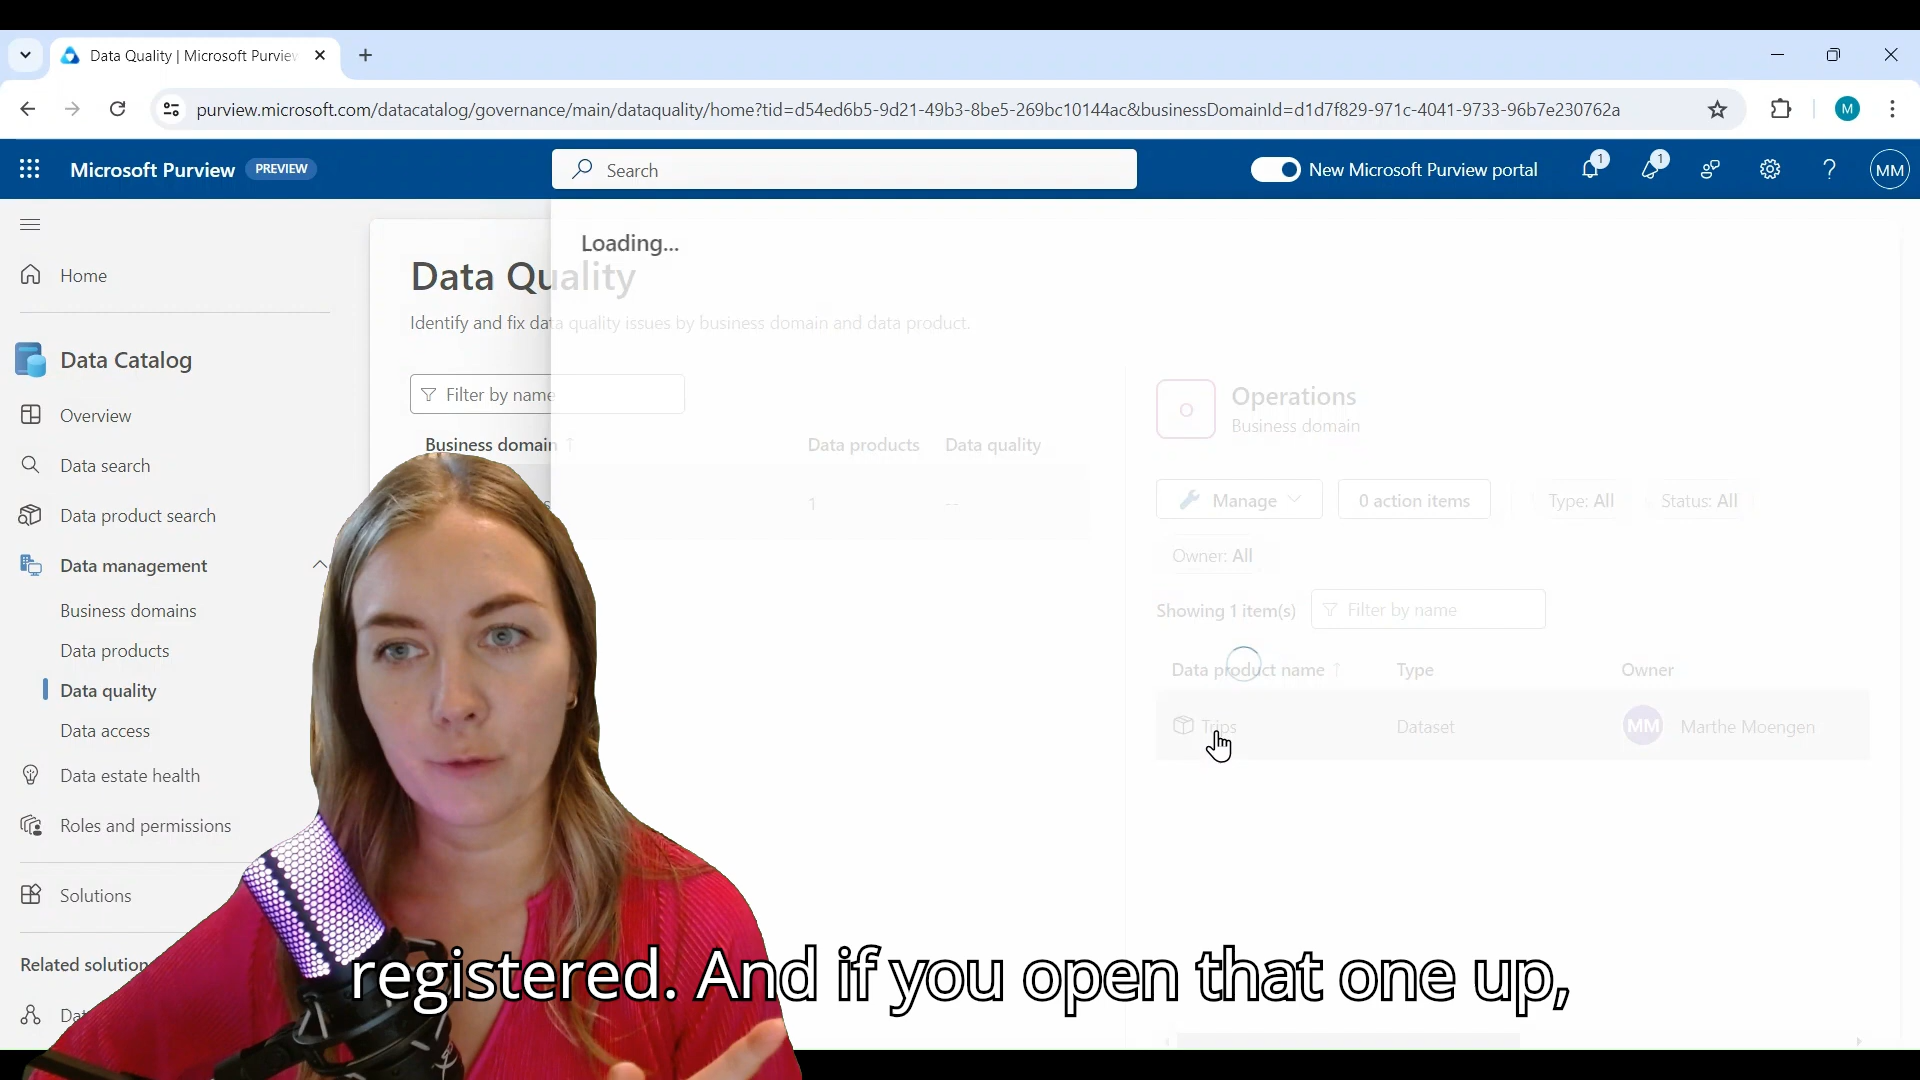 Data Quality | Microsoft Purview
purview.microsoft.com/datacatalog/governance/main/dataquality/home?tid=d54ed6b5-9d21-49b3-8be5-269bc10144ac&businessDomainId=d1d7f829-971c-4041-9733-96b7e230762a
M
Microsoft Purview PREVIEW
Search
New Microsoft Purview portal
1
1
MM
Home
Data Catalog
Overview
Data search
Data product search
Data management
Business domains
Data products
Data quality
Data access
Data estate health
Roles and permissions
Solutions
Related solution
Loading...
Data Quality
Identify and fix data quality issues by business domain and data product.
Filter by name
Business domain ↑ Data products Data quality
1 --
O
Operations
Business domain
Manage 0 action items Type: All Status: All
Owner: All
Showing 1 item(s) Filter by name
Data product name ↑ Type Owner
Trips Dataset MM Marthe Moengen
registered. And if you open that one up,